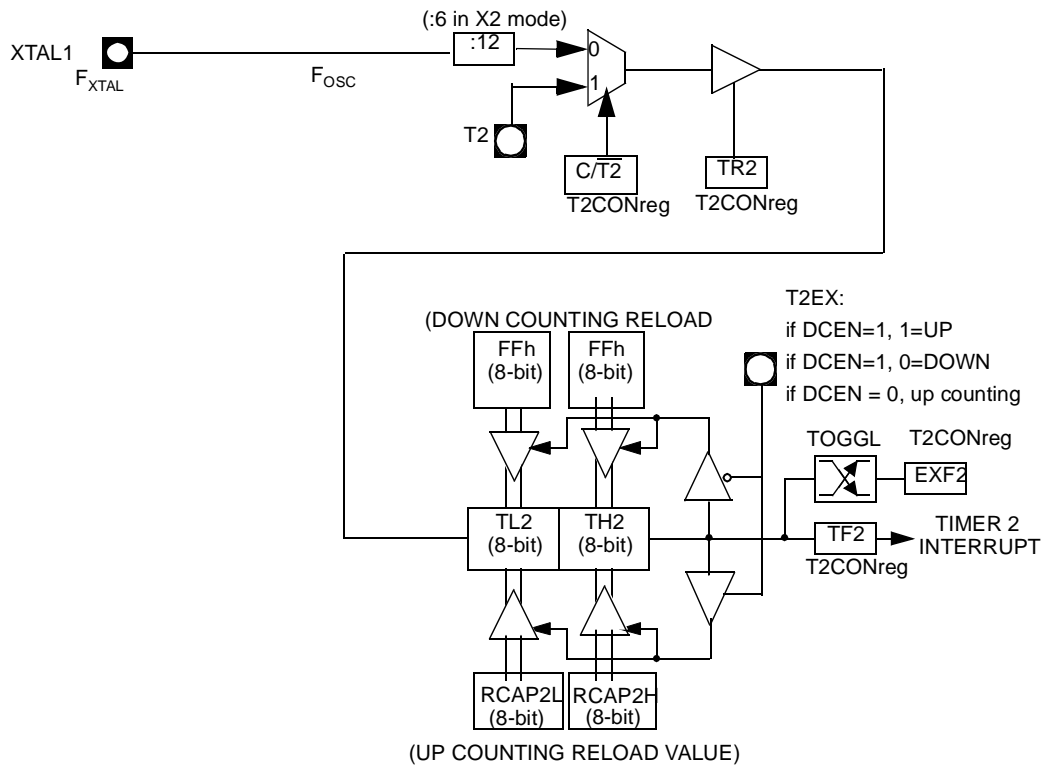 (:6 in X2 mode)
XTAL1
:12
0
FXTAL
FOSC
1
T2
C/T2
TR2
T2CONreg
T2CONreg
T2EX:
(DOWN COUNTING RELOAD
if DCEN=1, 1=UP
FFh
(8-bit)
FFh
(8-bit)
if DCEN=1, 0=DOWN
if DCEN = 0, up counting
TOGGL
T2CONreg
EXF2
TL2
(8-bit)
TH2
(8-bit)
TF2
TIMER 2
INTERRUPT
T2CONreg
RCAP2L
(8-bit)
RCAP2H
(8-bit)
(UP COUNTING RELOAD VALUE)